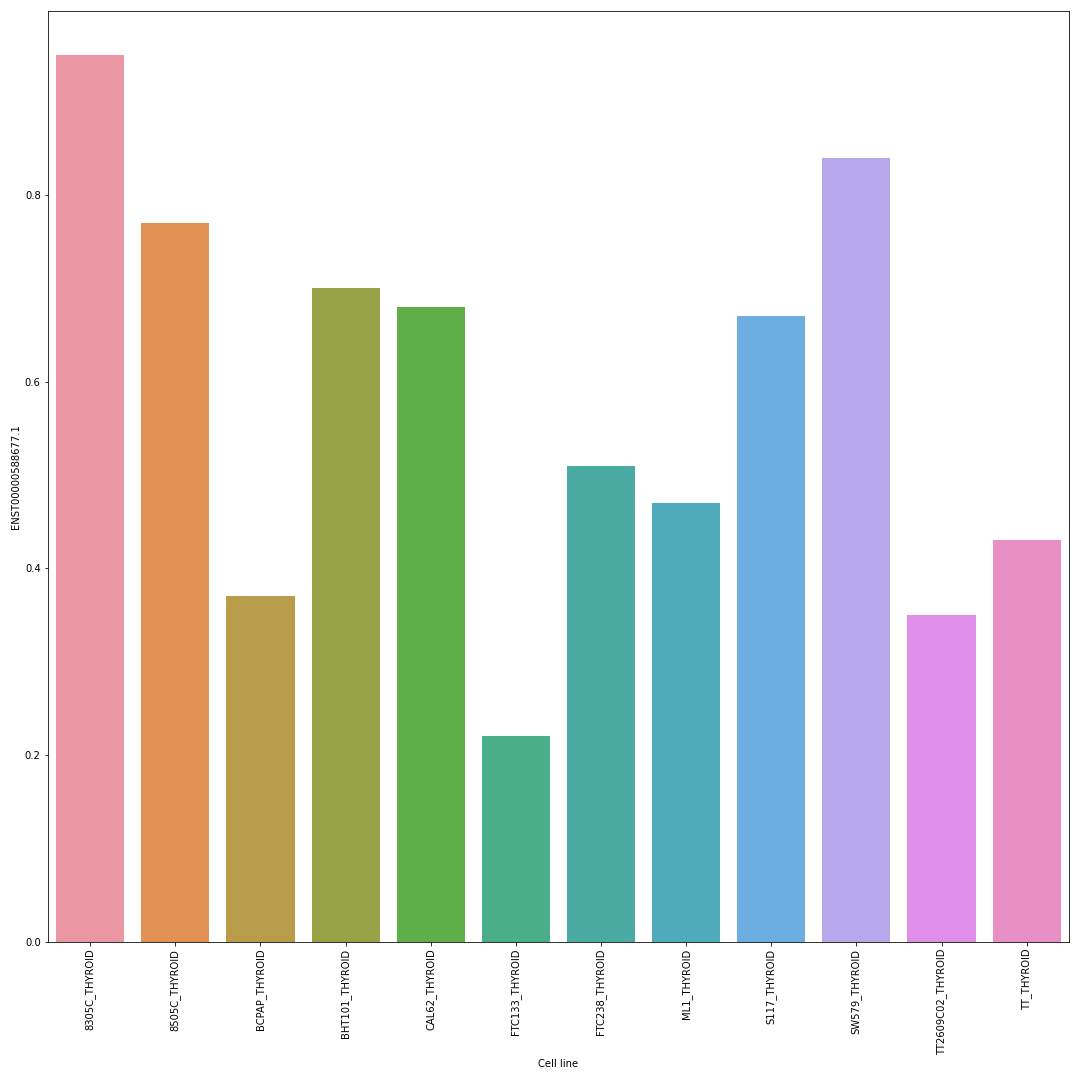 ENST00000588677.1
0.8
0.6
0.4
0.2
0.0
8305C_THYROID
8505C_THYROID
BCPAP_THYROID
BHT101_THYROID
CAL62_THYROID
FTC133_THYROID
FTC238_THYROID
ML1_THYROID
S117_THYROID
SW579_THYROID
TT2609C02_THYROID
TT_THYROID
Cell line